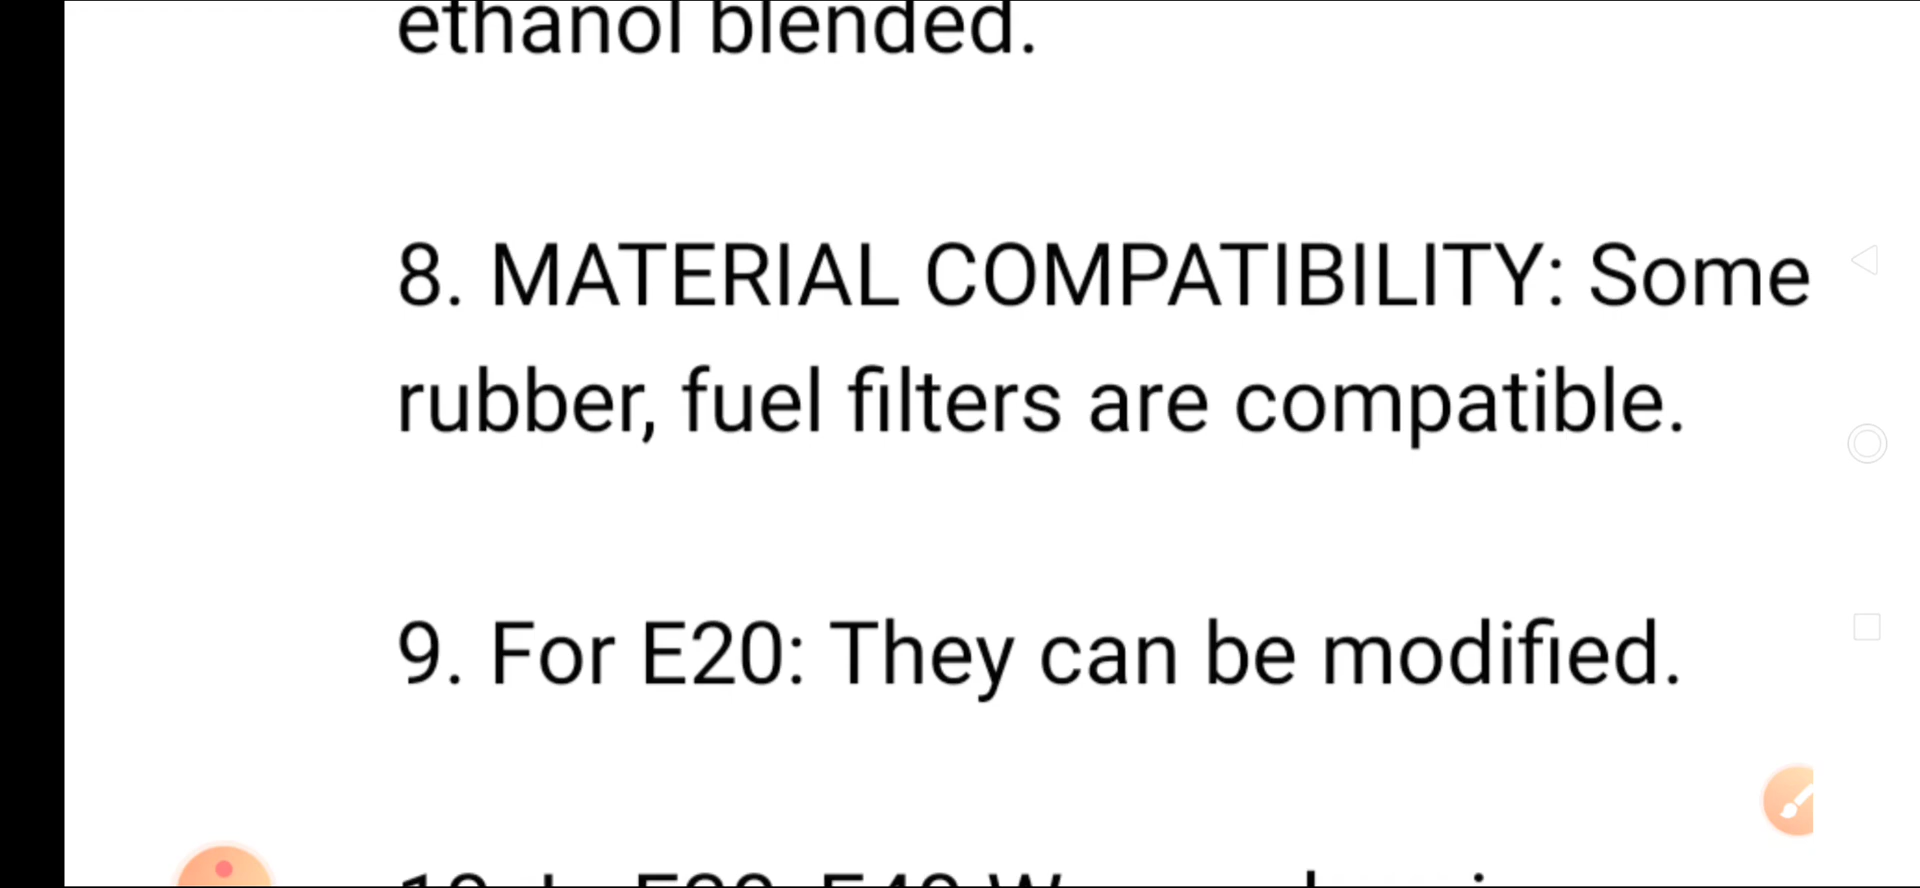 ethanol blended.
8. MATERIAL COMPATIBILITY: Some
rubber, fuel filters are compatible.
9. For E20: They can be modified.